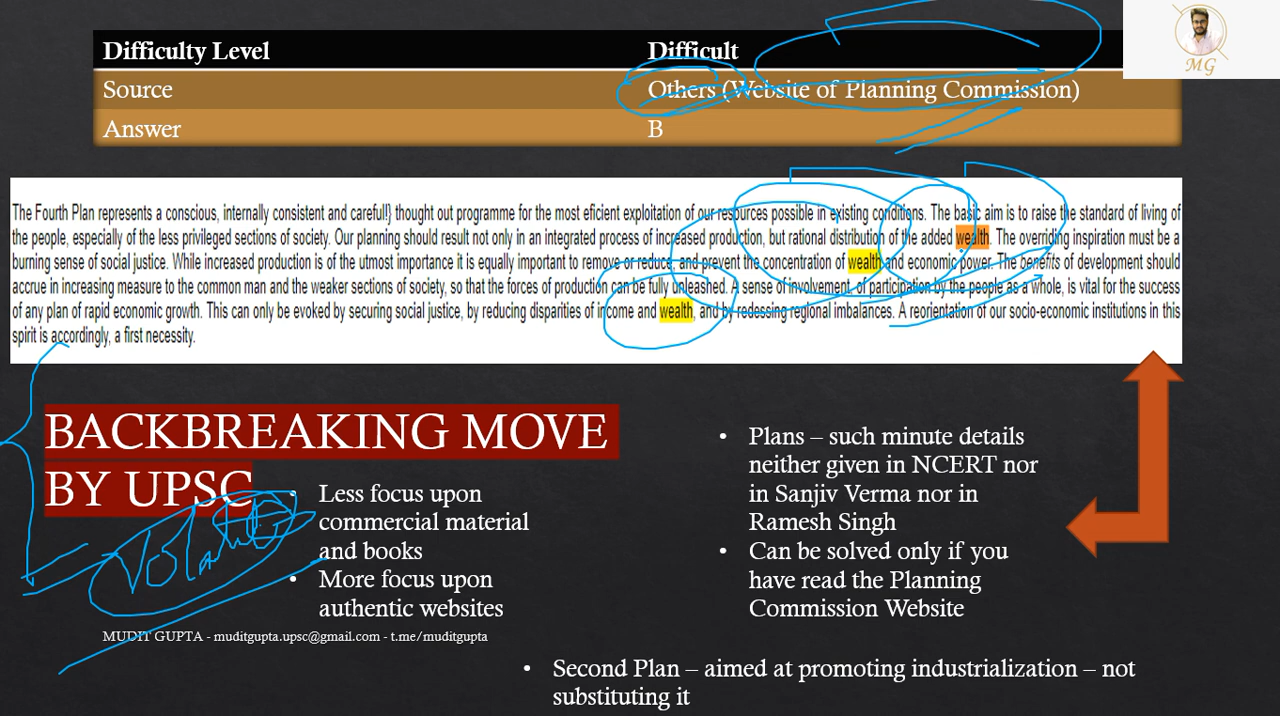 Difficulty Level Difficult
Source Others (Website of Planning Commission)
Answer B
MG
The Fourth Plan represents a conscious, internally consistent and carefull} thought out programme for the most eficient exploitation of our resources possible in existing conditions. The basic aim is to raise the standard of living of
the people, especially of the less privileged sections of society. Our planning should result not only in an integrated process of increased production, but rational distribution of the added wealth. The overriding inspiration must be a
burning sense of social justice. While increased production is of the utmost importance it is equally important to remove or reduce, and prevent the concentration of wealth and economic power. The benefits of development should
accrue in increasing measure to the common man and the weaker sections of society, so that the forces of production can be fully unleashed. A sense of involvement, of participation by the people as a whole, is vital for the success
of any plan of rapid economic growth. This can only be evoked by securing social justice, by reducing disparities of income and wealth, and by redessing regional imbalances. A reorientation of our socio-economic institutions in this
spirit is accordingly, a first necessity.
BACKBREAKING MOVE
BY UPSC
• Less focus upon
commercial material
and books
• More focus upon
authentic websites
• Plans – such minute details
neither given in NCERT nor
in Sanjiv Verma nor in
Ramesh Singh
• Can be solved only if you
have read the Planning
Commission Website
MUDIT GUPTA - muditgupta.upsc@gmail.com - t.me/muditgupta
• Second Plan – aimed at promoting industrialization – not
substituting it